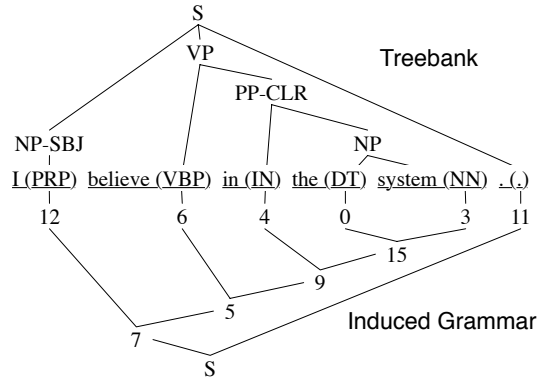 S
VP
Treebank
PP-CLR
NP-SBJ
NP
I (PRP) believe (VBP) in (IN) the (DT) system (NN) . (.)
12 6 4 0 3 11
15
9
5
Induced Grammar
7
S